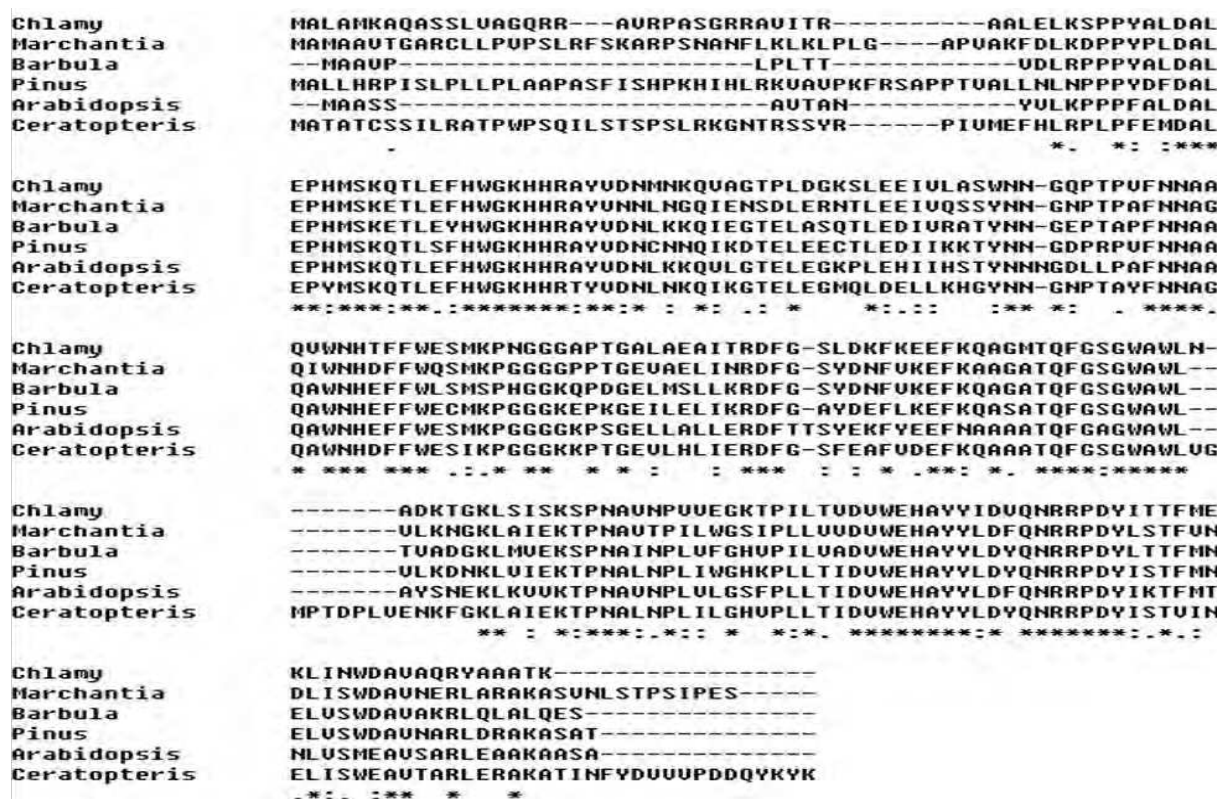 Chlamy MALAMKAQASSLVAGQRR---AVRPASGRRAVITR----------AALELKSPPYALDAL
Marchantia MAMAAVTGARCLLPVPSLRFSKARPSNANFLKLKLPLG----APVAKFDLKDPPYPLDAL
Barbula --MAAVP-----------------------LPLTT----------VDLRPPPYALDAL
Pinus MALLHRPISLPLLPLAAPASFISHPKHIHLRKVAVPKFRSAPPTVALLNLNPPPYDFDAL
Arabidopsis --MAASS------------------------AVTAN-----------YVLKPPPFALDAL
Ceratopteris MATATCSSILRATPWPSQILSTSPSLRKGNTRSSYR------PIVMEFHLRPLPFEMDAL
. *. *: :***
Chlamy EPHMSKQTLEFHWGKHHRAYVDNMNKQVAGTPLDGKSLEEIVLASWNN-GQPTPVFNNAA
Marchantia EPHMSKETLEFHWGKHHRAYVNNLNGQIENSDLERNTLEEIVQSSYNN-GNPTPAFNNAG
Barbula EPHMSKETLEYHWGKHHRAYVDNLKKQIEGTELASQTLEDIVRATYNN-GEPTAPFNNAA
Pinus EPHMSKQTLSFHWGKHHRAYVDNCNNQIKDTELEECTLEDIIKKTYNN-GDPRPVFNNAA
Arabidopsis EPHMSKQTLEFHWGKHHRAYVDNLKKQVLGTELEGKPLEHIIHSTYNNNGDLLPAFNNAA
Ceratopteris EPYMSKQTLEFHWGKHHRTYVDNLNKQIKGTELEGMQLDELLKHGYNN-GNPTAYFNNAG
**:***:**.:*******:**:* : *: .: * *:.:: :** *: . ****.
Chlamy QVWNHTFFWESMKPNGGGAPTGALAEAITRDFG-SLDKFKEEFKQAGMTQFGSGWAWLN-
Marchantia QIWNHDFFWQSMKPGGGGPPTGEVAELINRDFG-SYDNFVKEFKAAGATQFGSGWAWL--
Barbula QAWNHEFFWLSMSPHGGGKQPDGELMSLLKRDFG-SYDNFVKEFKQAGATQFGSGWAWL--
Pinus QAWNHEFFWECMKPGGGKEPKGEILELIKRDFG-AYDEFLKEFKQASATQFGSGWAWL--
Arabidopsis QAWNHEFFWESMKPGGGGKPSGELLALLERDFTTSYEKFYEEFNAAAATQFGAGWAWL--
Ceratopteris QAWNHDFFWESIKPGGGKKPTGEVLHLIERDFG-SFEAFVDEFKQAAATQFGSGWAWLVG
* *** *** .:.* ** * * : *** : : * .**: *. ****:*****
Chlamy -------ADKTGKLSISKSPNAVNPVVEGKTPILTVDVWEHAYYIDVQNRRPDYITTFME
Marchantia -------VLKNGKLAIEKTPNAVTPILWGSIPLLVVDVWEHAYYLDFQNRRPDYLSTFVN
Barbula -------TVADGKLMVEKSPNAINPLVFGHVPILVADVWEHAYYLDYQNRRPDYLTTFMN
Pinus -------VLKDNKLVIEKTPNALNPLIWGHKPLLTIDVWEHAYYLDYQNRRPDYISTFMN
Arabidopsis -------AYSNEKLKVVKTPNAVNPLVLGSFPLLTIDVWEHAYYLDFQNRRPDYIKTFMT
Ceratopteris MPTDPLVENKFGKLAIEKTPNALNPLILGHVPLLTIDVWEHAYYLDYQNRRPDYISTVIN
** : *:***:.*:: * *:*. ********:* *******:.*.:
Chlamy KLINWDAVAQRYAAATK-----------------
Marchantia DLISWDAVNERLARAKASVNLSTPSIPES-----
Barbula ELVSWDAVAKRLQLALQES---------------
Pinus ELVSWDAVNARLDRAKASAT--------------
Arabidopsis NLVSMEAVSARLEAAKAASA--------------
Ceratopteris ELISWEAVTARLERAKATINFYDVVVPDDQYKYK
.*:. :** * *